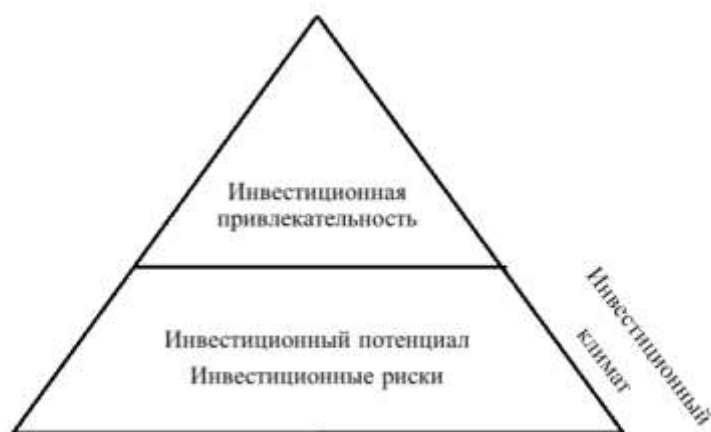 Инвестиционная
привлекательность
Инвестиционный потенциал
Инвестиционные риски
Инвестиционный
климат